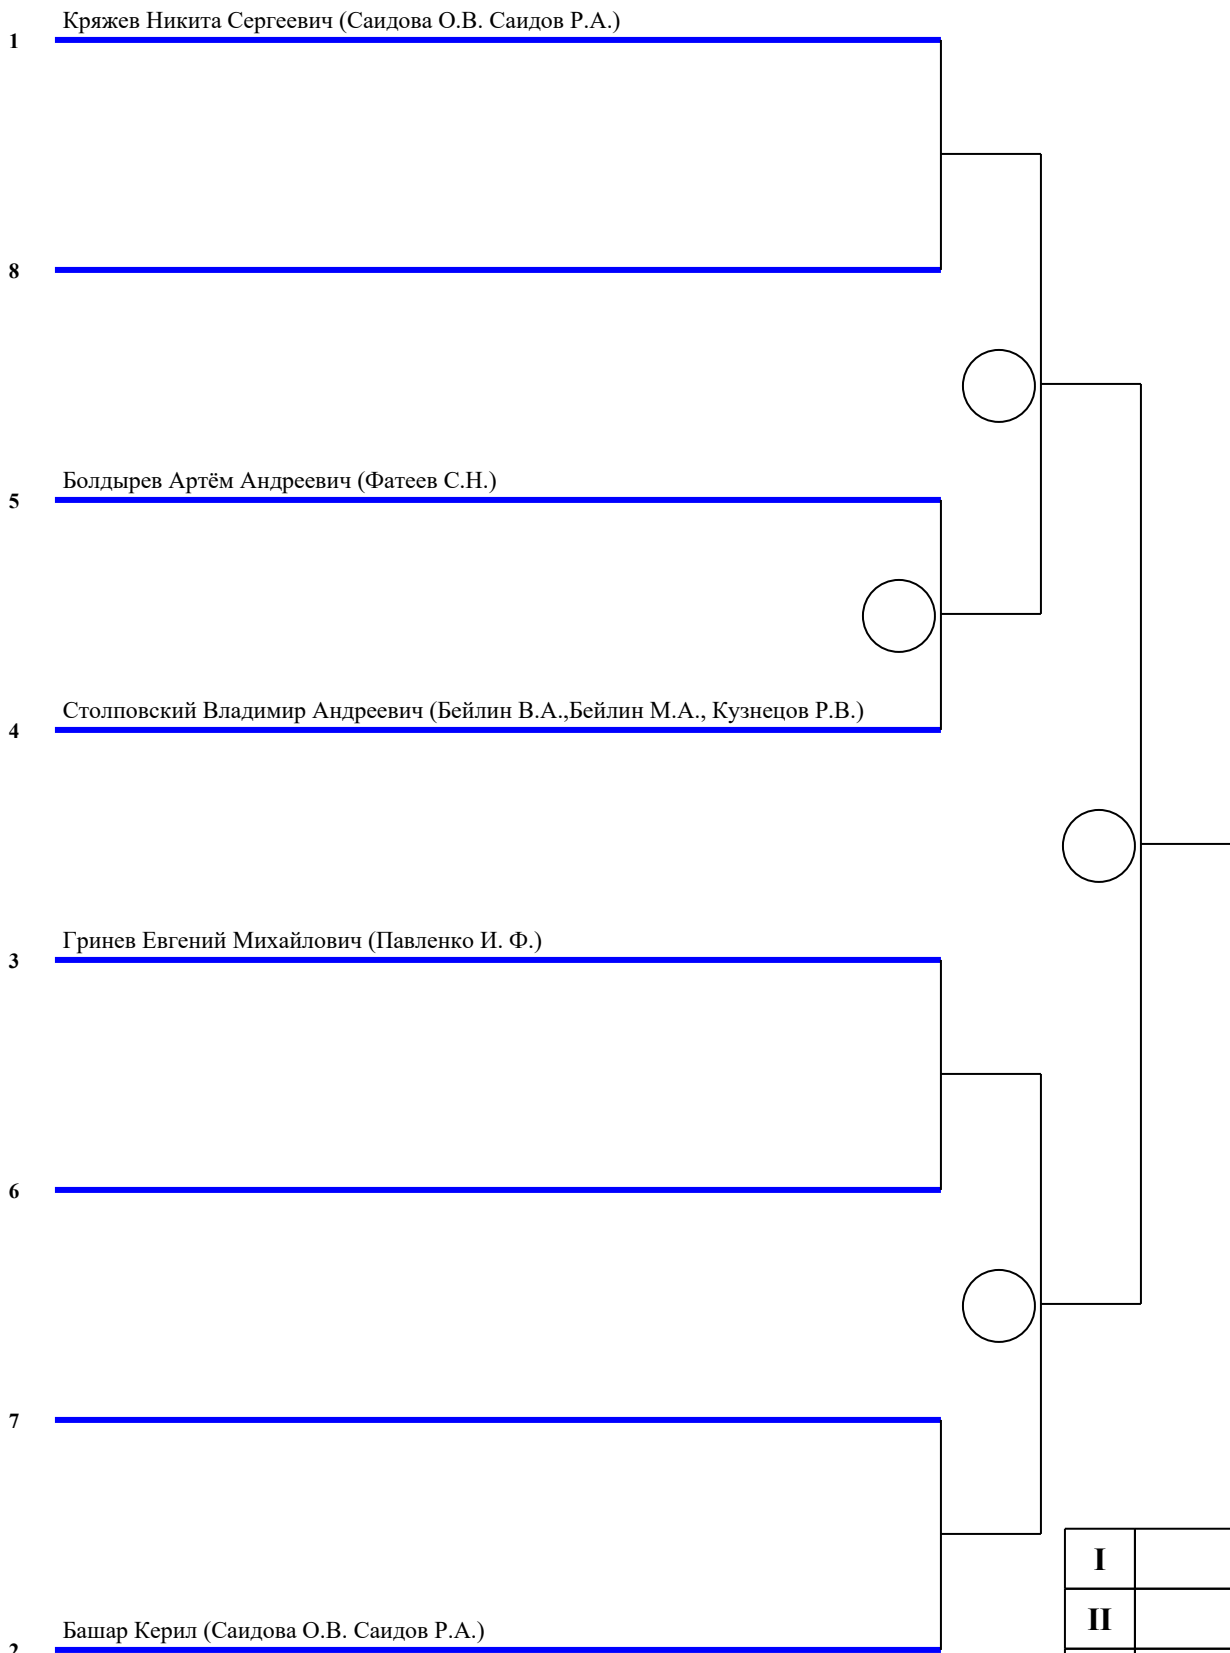 Кряжев Никита Сергеевич (Саидова О.В. Саидов Р.А.)
1
8
Болдырев Артём Андреевич (Фатеев С.Н.)
5
Столповский Владимир Андреевич (Бейлин В.А.,Бейлин М.А., Кузнецов Р.В.)
4
Гринев Евгений Михайлович (Павленко И. Ф.)
3
6
7
I
II
Башар Керил (Саидова О.В. Саидов Р.А.)
2